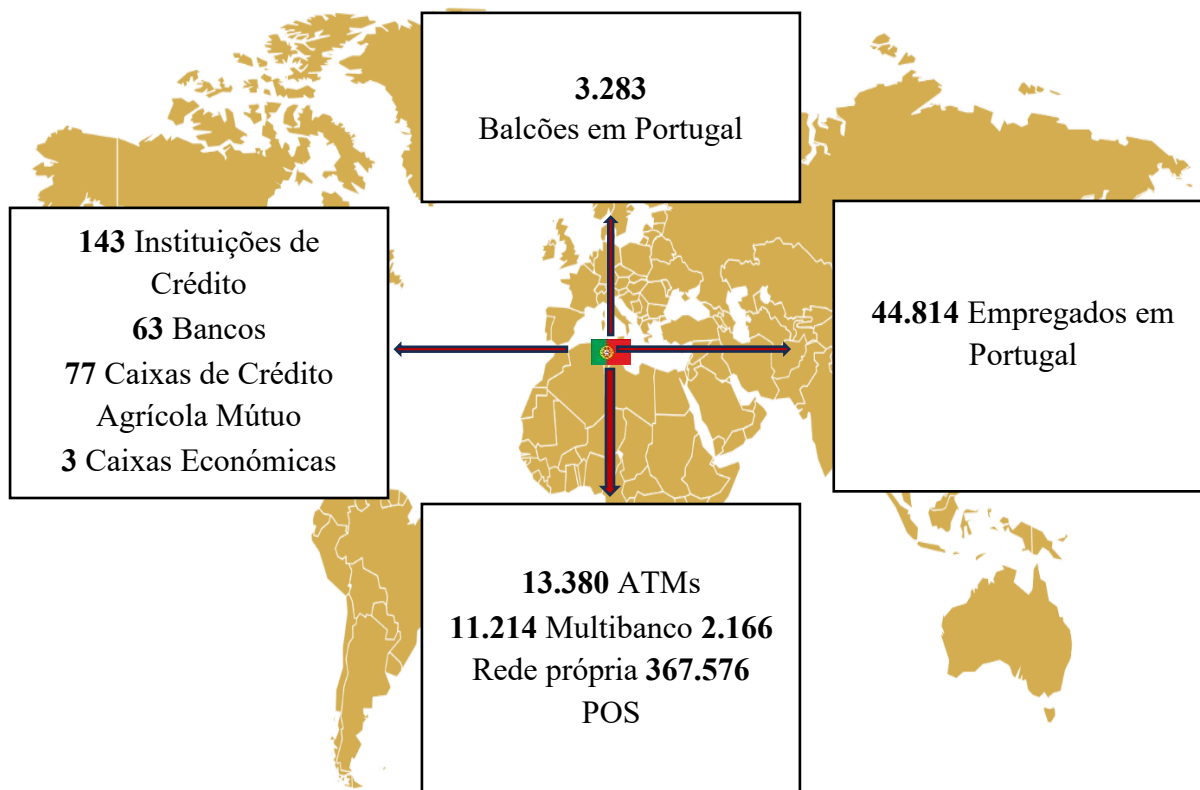 3.283
Balcões em Portugal
143 Instituições de
Crédito
63 Bancos
77 Caixas de Crédito
Agrícola Mútuo
3 Caixas Económicas
44.814 Empregados em
Portugal
13.380 ATMs
11.214 Multibanco 2.166
Rede própria 367.576
POS